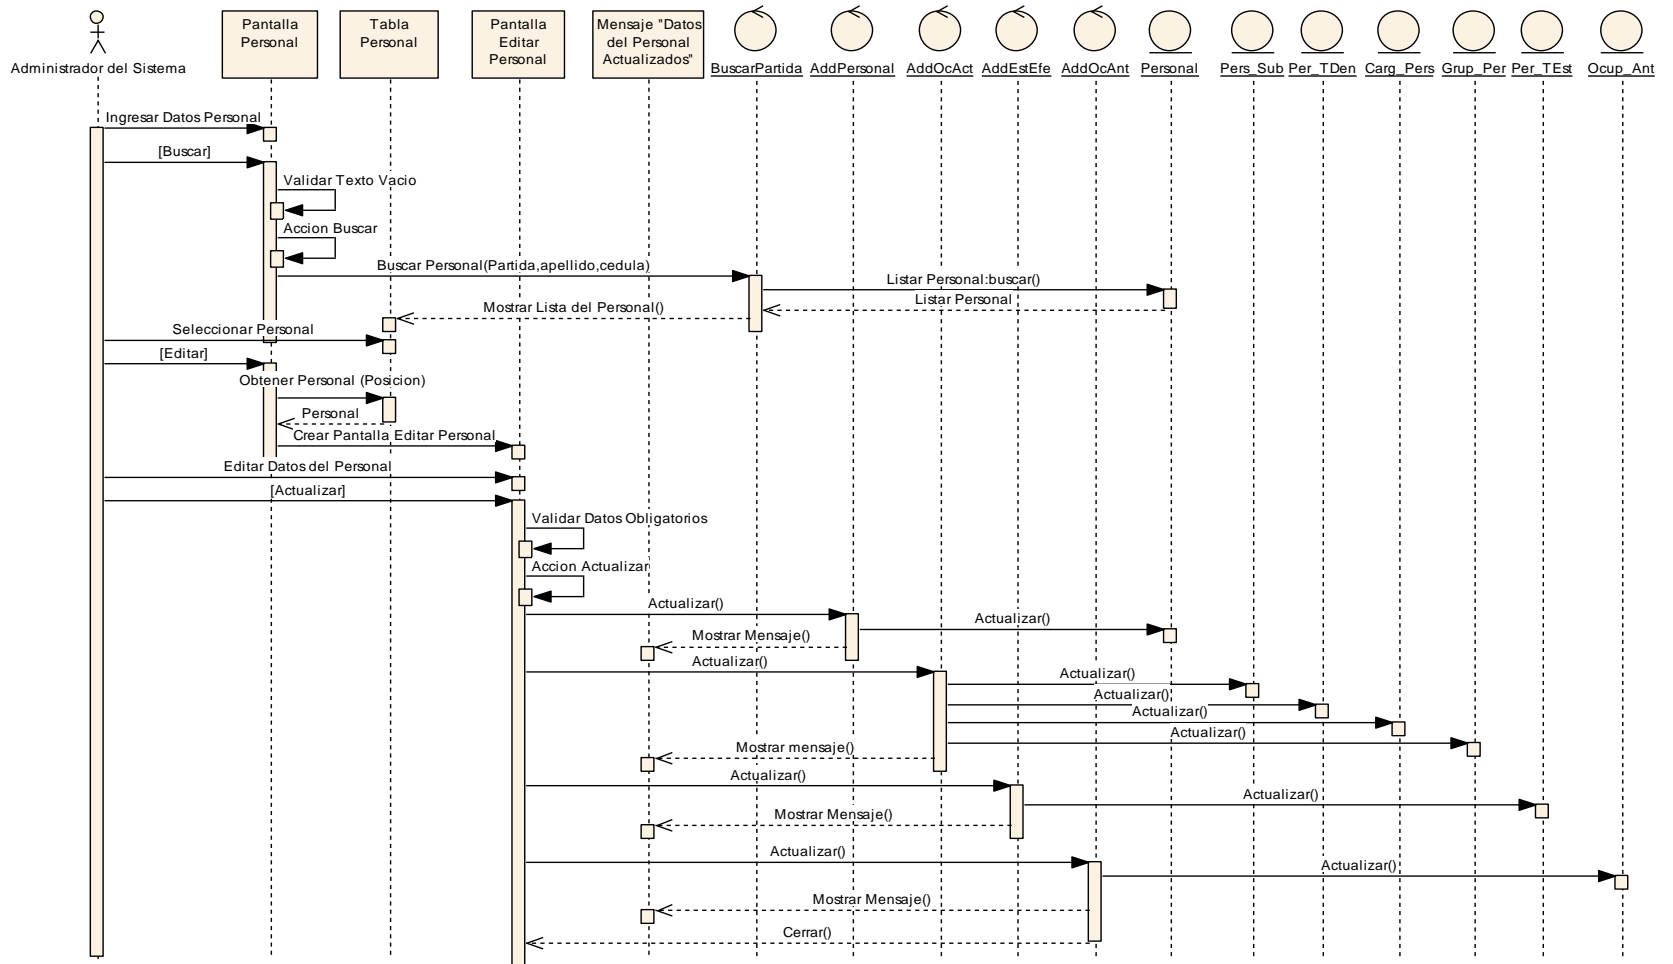 Pantalla
Personal
Tabla
Personal
Pantalla
Editar
Personal
Mensaje "Datos
del Personal
Actualizados"
Administrador del Sistema
BuscarPartida
AddPersonal
AddOcAct
AddEstEfe
AddOcAnt
Personal
Pers_Sub
Per_TDen
Carg_Pers
Grup_Per
Per_TEst
Ocup_Ant
Ingresar Datos Personal
[Buscar]
Validar Texto Vacio
Accion Buscar
Buscar Personal(Partida,apellido,cedula)
Listar Personal:buscar()
Listar Personal
Mostrar Lista del Personal()
Seleccionar Personal
[Editar]
Obtener Personal (Posicion)
Personal
Crear Pantalla Editar Personal
Editar Datos del Personal
[Actualizar]
Validar Datos Obligatorios
Accion Actualizar
Actualizar()
Actualizar()
Mostrar Mensaje()
Actualizar()
Actualizar()
Actualizar()
Actualizar()
Actualizar()
Mostrar mensaje()
Actualizar()
Actualizar()
Mostrar Mensaje()
Actualizar()
Actualizar()
Mostrar Mensaje()
Cerrar()